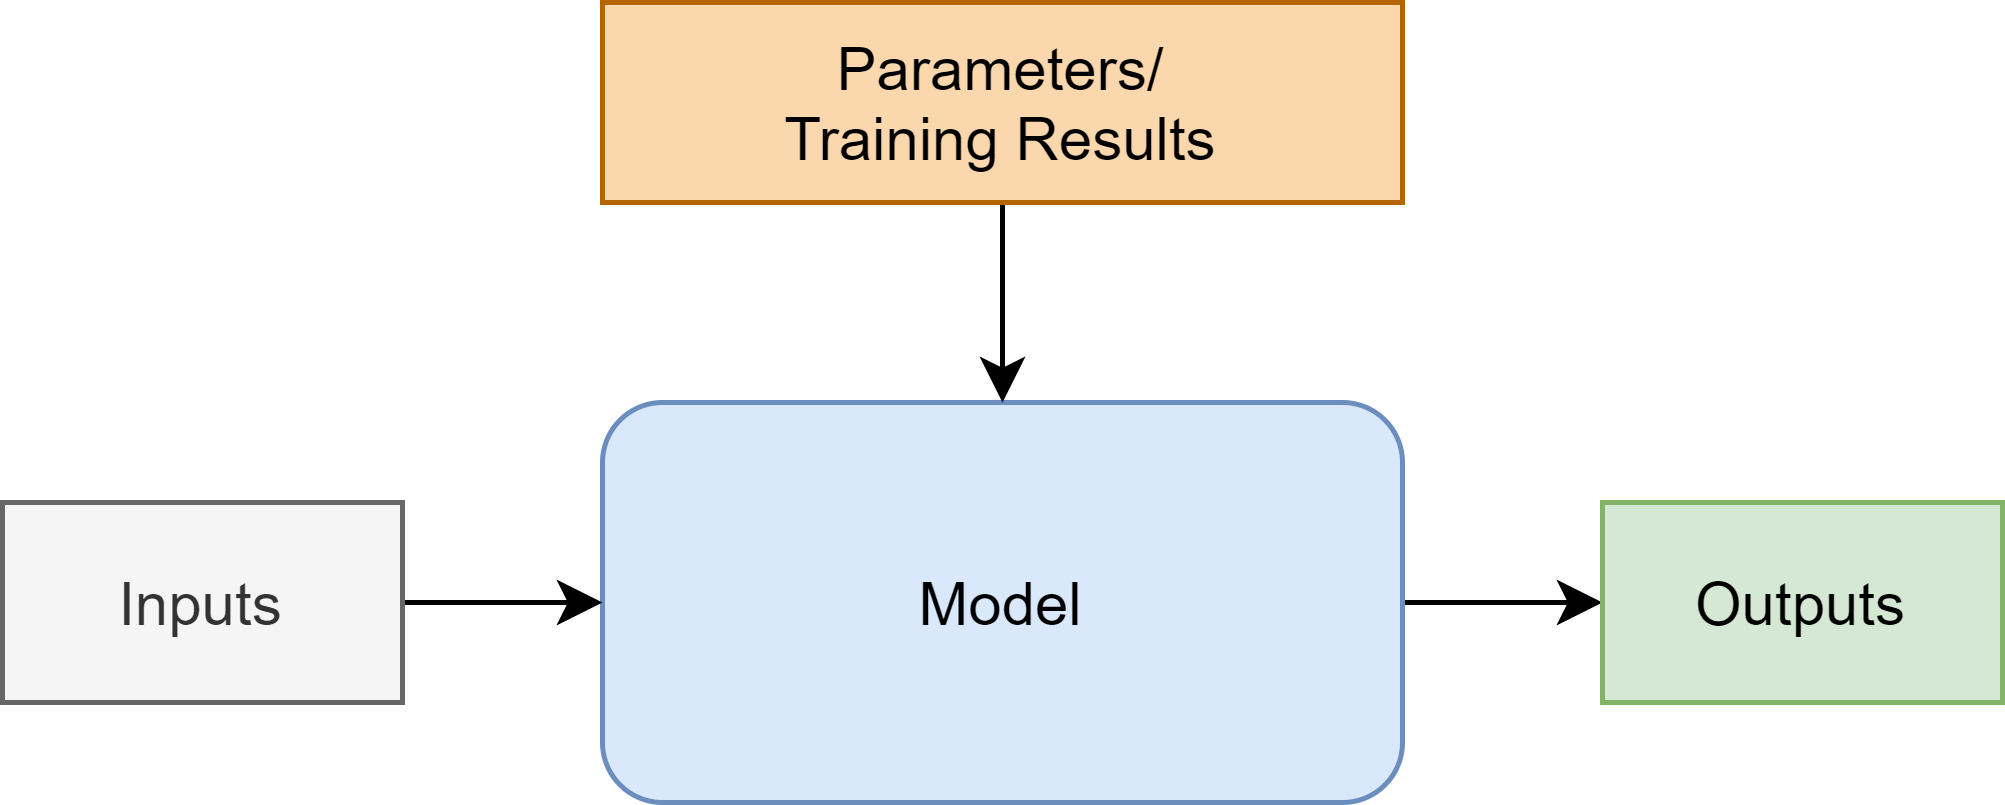 Parameters/
Training Results
Inputs
Model
Outputs